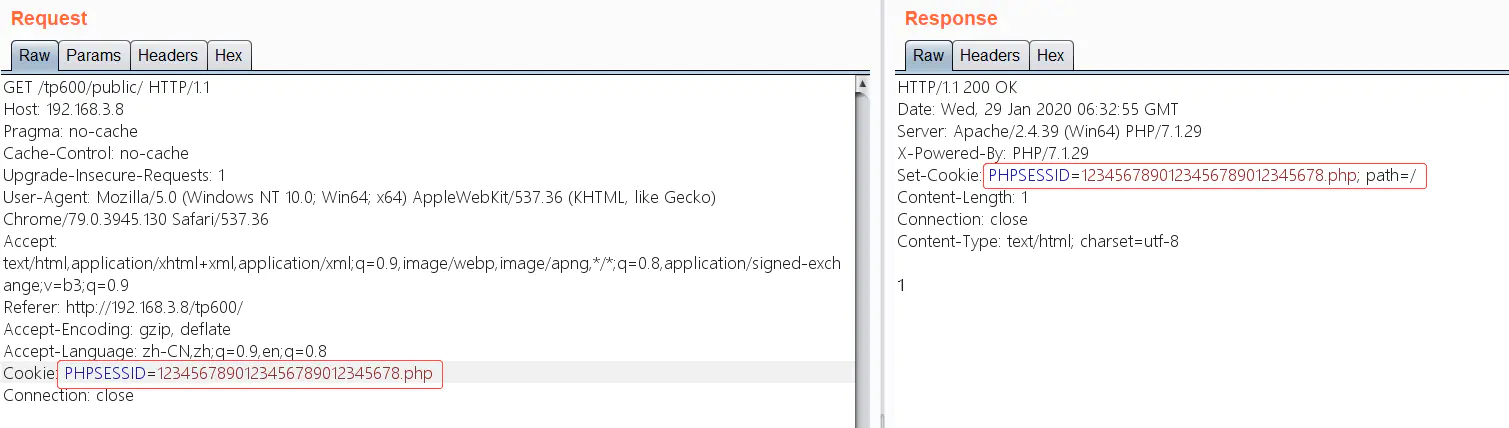 Request
Raw Params Headers Hex
GET /tp600/public/ HTTP/1.1
Host: 192.168.3.8
Pragma: no-cache
Cache-Control: no-cache
Upgrade-Insecure-Requests: 1
User-Agent: Mozilla/5.0 (Windows NT 10.0; Win64; x64) AppleWebKit/537.36 (KHTML, like Gecko)
Chrome/79.0.3945.130 Safari/537.36
Accept:
text/html,application/xhtml+xml,application/xml;q=0.9,image/webp,image/apng,*/*;q=0.8,application/signed-exch
ange;v=b3;q=0.9
Referer: http://192.168.3.8/tp600/
Accept-Encoding: gzip, deflate
Accept-Language: zh-CN,zh;q=0.9,en;q=0.8
Cookie: PHPSESSID=1234567890123456789012345678.php
Connection: close
Response
Raw Headers Hex
HTTP/1.1 200 OK
Date: Wed, 29 Jan 2020 06:32:55 GMT
Server: Apache/2.4.39 (Win64) PHP/7.1.29
X-Powered-By: PHP/7.1.29
Set-Cookie: PHPSESSID=1234567890123456789012345678.php; path=/
Content-Length: 1
Connection: close
Content-Type: text/html; charset=utf-8
1